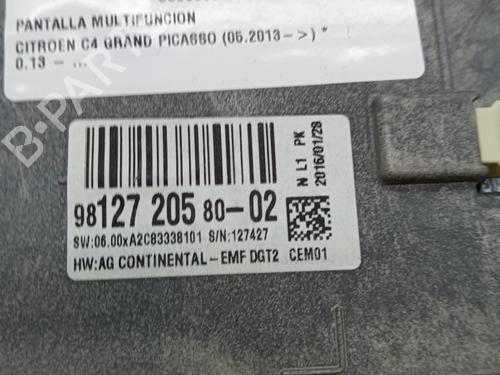 PANTALLA MULTIFUNCION
CITROEN C4 GRAND PICASSO (05.2013->) *
0.13 - ...
B-PARTS
N L1 PK
2016/01/28
98127 205 80-02
SW:06.00xA2C83338101 S/N:127427
HW:AG CONTINENTAL-EMF DGT2 CEM01